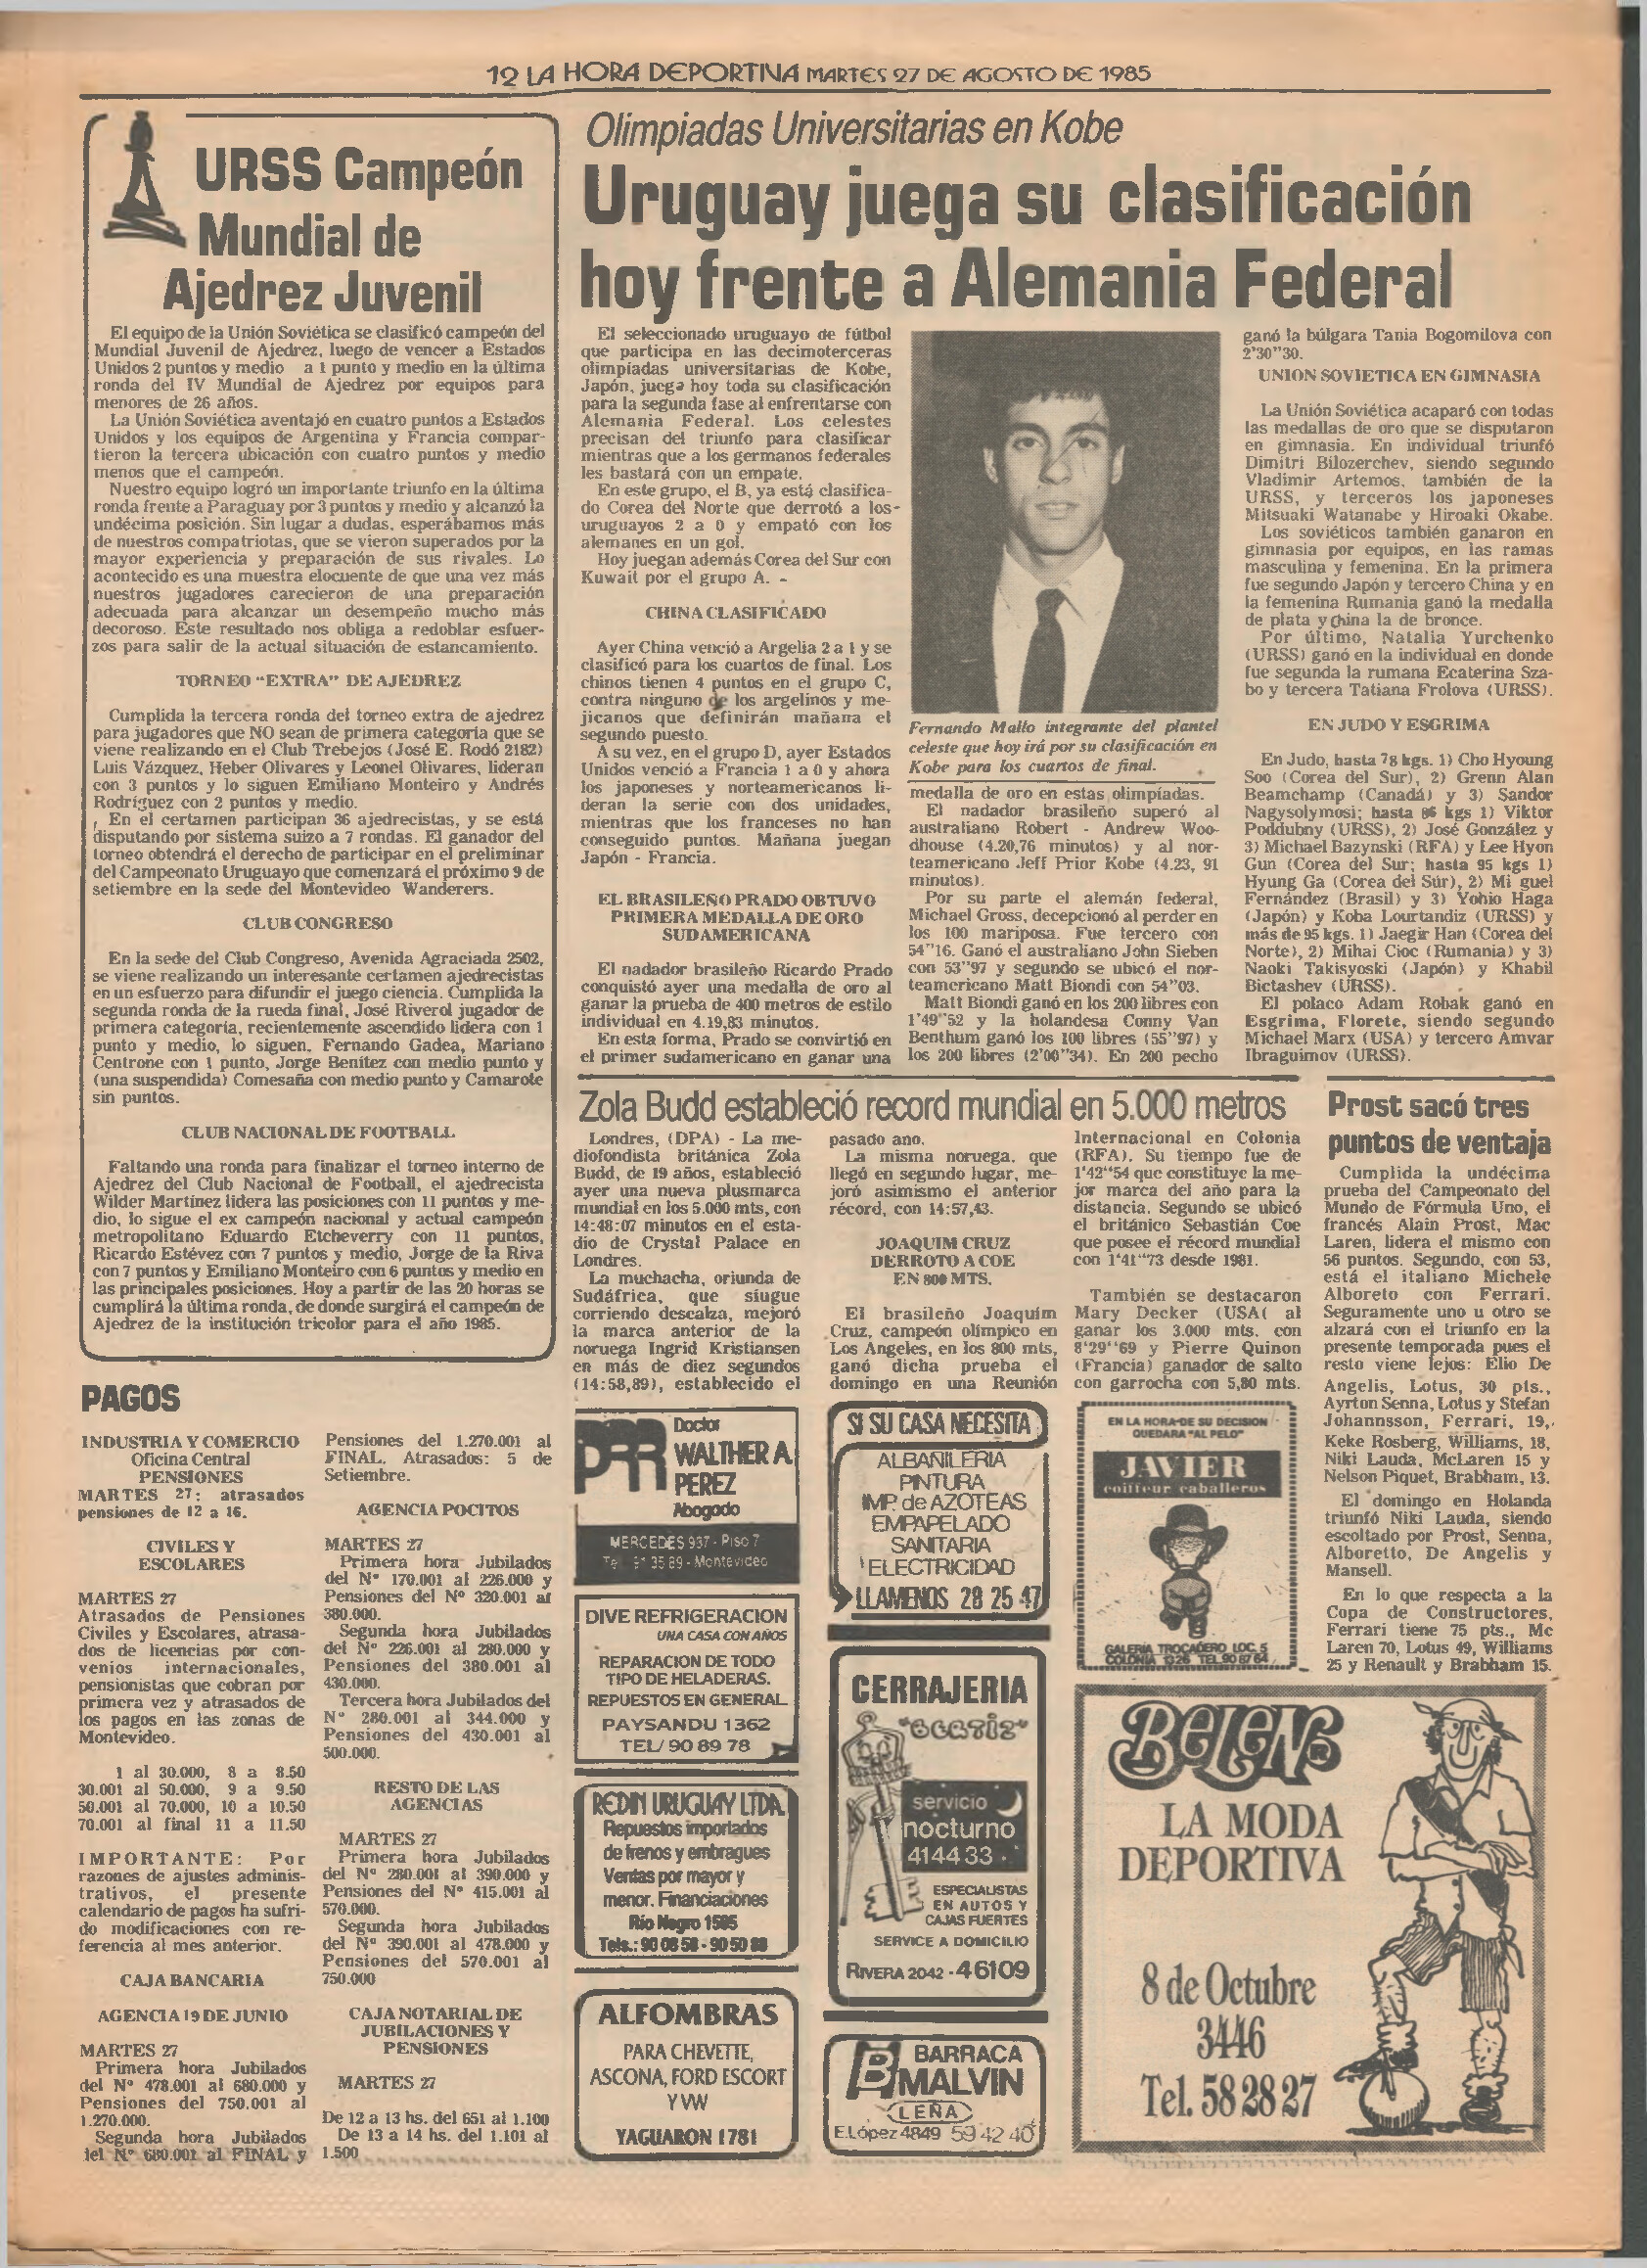 12 LA HORA DEPORTIVA MARTES 27 DE AGOSTO DE 1985
URSS Campeón
Mundial de
Ajedrez Juvenil
El equipo de la Unión Soviética se clasificó campeón del
Mundial Juvenil de Ajedrez, luego de vencer a Estados
Unidos 2 puntos y medio a 1 punto y medio en la última
ronda del IV Mundial de Ajedrez por equipos para
menores de 26 años.
La Unión Soviética aventajó en cuatro puntos a Estados
Unidos y los equipos de Argentina y Francia compar-
tieron la tercera ubicación con cuatro puntos y medio
menos que el campeón.
Nuestro equipo logró un importante triunfo en la última
ronda frente a Paraguay por 3 puntos y medio y alcanzó la
undécima posición. Sin lugar a dudas, esperábamos más
de nuestros compatriotas, que se vieron superados por la
mayor experiencia y preparación de sus rivales. Lo
acontecido es una muestra elocuente de que una vez más
nuestros jugadores carecieron de una preparación
adecuada para alcanzar un desempeño mucho más
decoroso. Este resultado nos obliga a redoblar esfuer-
zos para salir de la actual situación de estancamiento.
TORNEO "EXTRA" DE AJEDREZ
Cumplida la tercera ronda del torneo extra de ajedrez
para jugadores que NO sean de primera categoría que se
viene realizando en el Club Trebejos (José E. Rodó 2182)
Luis Vázquez, Heber Olivares y Leonel Olivares, lideran
con 3 puntos y lo siguen Emiliano Monteiro y Andrés
Rodríguez con 2 puntos y medio.
En el certamen participan 36 ajedrecistas, y se está
disputando por sistema suizo a 7 rondas. El ganador del
torneo obtendrá el derecho de participar en el preliminar
del Campeonato Uruguayo que comenzará el próximo 9 de
setiembre en la sede del Montevideo Wanderers.
CLUB CONGRESO
En la sede del Club Congreso, Avenida Agraciada 2502,
se viene realizando un interesante certamen ajedrecistas
en un esfuerzo para difundir el juego ciencia. Cumplida la
segunda ronda de la rueda final, José Riverol jugador de
primera categoría, recientemente ascendido lidera con 1
punto y medio, lo siguen, Fernando Gadea, Mariano
Centrone con 1 punto, Jorge Benítez con medio punto y
(una suspendida) Comesaña con medio punto y Camarote
sin puntos.
CLUB NACIONAL DE FOOTBALL
Faltando una ronda para finalizar el torneo interno de
Ajedrez del Club Nacional de Football, el ajedrecista
Wilder Martínez lidera las posiciones con 11 puntos y me-
dio, lo sigue el ex campeón nacional y actual campeón
metropolitano Eduardo Etcheverry con 11 puntos,
Ricardo Estévez con 7 puntos y medio, Jorge de la Riva
con 7 puntos y Emiliano Monteiro con 6 puntos y medio en
las principales posiciones. Hoy a partir de las 20 horas se
cumplirá la última ronda, de donde surgirá el campeón de
Ajedrez de la institución tricolor para el año 1985.
Olimpiadas Universitarias en Kobe
Uruguay juega su clasificación
hoy frente a Alemania Federal
El seleccionado uruguayo de fútbol
que participa en las decimoterceras
olimpíadas universitarias de Kobe,
Japón, juega hoy toda su clasificación
para la segunda fase al enfrentarse con
Alemania Federal. Los celestes
precisan del triunfo para clasificar
mientras que a los germanos federales
les bastará con un empate.
En este grupo, el B, ya está clasifica-
do Corea del Norte que derrotó a los
uruguayos 2 a 0 y empató con los
alemanes en un gol.
Hoy juegan además Corea del Sur con
Kuwait por el grupo A.
CHINA CLASIFICADO
Ayer China venció a Argelia 2 a 1 y se
clasificó para los cuartos de final. Los
chinos tienen 4 puntos en el grupo C,
contra ninguno de los argelinos y me-
jicanos que definirán mañana el
segundo puesto.
A su vez, en el grupo D, ayer Estados
Unidos venció a Francia 1 a 0 y ahora
los japoneses y norteamericanos li-
deran la serie con dos unidades,
mientras que los franceses no han
conseguido puntos. Mañana juegan
Japón - Francia.
EL BRASILEÑO PRADO OBTUVO
PRIMERA MEDALLA DE ORO
SUDAMERICANA
El nadador brasileño Ricardo Prado
conquistó ayer una medalla de oro al
ganar la prueba de 400 metros de estilo
individual en 4.19,83 minutos.
En esta forma, Prado se convirtió en
el primer sudamericano en ganar una
Fernando Mallo integrante del plantel
celeste que hoy irá por su clasificación en
Kobe para los cuartos de final.
medalla de oro en estas olimpíadas.
El nadador brasileño superó al
australiano Robert - Andrew Woo-
dhouse (4.20,76 minutos) y al nor-
teamericano Jeff Prior Kobe (4.23, 91
minutos).
Por su parte el alemán federal,
Michael Gross, decepcionó al perder en
los 100 mariposa. Fue tercero con
54"16. Ganó el australiano John Sieben
con 53"97 y segundo se ubicó el nor-
teamericano Matt Biondi con 54"03.
Matt Biondi ganó en los 200 libres con
1'49"52 y la holandesa Conny Van
Benthum ganó los 100 libres (55"97) y
los 200 libres (2'00"34). En 200 pecho
ganó la búlgara Tania Bogomilova con
2'30"30.
UNION SOVIETICA EN GIMNASIA
La Unión Soviética acaparó con todas
las medallas de oro que se disputaron
en gimnasia. En individual triunfó
Dimitri Bilozerchev, siendo segundo
Vladimir Artemos, también de la
URSS, y terceros los japoneses
Mitsuaki Watanabe y Hiroaki Okabe.
Los soviéticos también ganaron en
gimnasia por equipos, en las ramas
masculina y femenina. En la primera
fue segundo Japón y tercero China y en
la femenina Rumania ganó la medalla
de plata y china la de bronce.
Por último, Natalia Yurchenko
(URSS) ganó en la individual en donde
fue segunda la rumana Ecaterina Sza-
bo y tercera Tatiana Frolova (URSS).
EN JUDO Y ESGRIMA
En Judo, hasta 78 kgs. 1) Cho Hyoung
Soo (Corea del Sur), 2) Grenn Alan
Beamchamp (Canadá) y 3) Sandor
Nagysolymosi; hasta 86 kgs 1) Viktor
Poddubny (URSS), 2) José González y
3) Michael Bazynski (RFA) y Lee Hyon
Gun (Corea del Sur; hasta 95 kgs 1)
Hyung Ga (Corea del Súr), 2) Mi guel
Fernández (Brasil) y 3) Yohio Haga
(Japón) y Koba Lourtandiz (URSS) y
más de 95 kgs. 1) Jaegir Han (Corea del
Norte), 2) Mihai Cioc (Rumania) y 3)
Naoki Takisyoski (Japón) y Khabil
Bictashev (URSS).
El polaco Adam Robak ganó en
Esgrima, Florete, siendo segundo
Michael Marx (USA) y tercero Amvar
Ibraguimov (URSS).
Zola Budd estableció record mundial en 5.000 metros
Londres, (DPA) - La me-
diofondista británica Zola
Budd, de 19 años, estableció
ayer una nueva plusmarca
mundial en los 5.000 mts, con
14:48:07 minutos en el esta-
dio de Crystal Palace en
Londres.
La muchacha, oriunda de
Sudáfrica, que siugue
corriendo descalza, mejoró
la marca anterior de la
noruega Ingrid Kristiansen
en más de diez segundos
(14:58,89), establecido el
pasado ano.
La misma noruega, que
llegó en segundo lugar, me-
joró asimismo el anterior
récord, con 14:57,43.
JOAQUIM CRUZ
DERROTO A COE
EN 800 MTS.
El brasileño Joaquím
Cruz, campeón olímpico en
Los Angeles, en los 800 mts,
ganó dicha prueba el
domingo en una Reunión
Internacional en Colonia
(RFA). Su tiempo fue de
1'42"54 que constituye la me-
jor marca del año para la
distancia. Segundo se ubicó
el británico Sebastián Coe
que posee el récord mundial
con 1'41"73 desde 1981.
También se destacaron
Mary Decker (USA( al
ganar los 3.000 mts. con
8'29"69 y Pierre Quinon
(Francia) ganador de salto
con garrocha con 5,80 mts.
Prost sacó tres
puntos de ventaja
Cumplida la undécima
prueba del Campeonato del
Mundo de Fórmula Uno, el
francés Alain Prost, Mac
Laren, lidera el mismo con
56 puntos. Segundo, con 53,
está el italiano Michele
Alboreto con Ferrari.
Seguramente uno u otro se
alzará con el triunfo en la
presente temporada pues el
resto viene lejos: Elio De
Angelis, Lotus, 30 pts.,
Ayrton Senna, Lotus y Stefan
Johannsson, Ferrari, 19,
Keke Rosberg, Williams, 18,
Niki Lauda, McLaren 15 y
Nelson Piquet, Brabham, 13.
El domingo en Holanda
triunfó Niki Lauda, siendo
escoltado por Prost, Senna,
Alboretto, De Angelis y
Mansell.
En lo que respecta a la
Copa de Constructores,
Ferrari tiene 75 pts., Mc
Laren 70, Lotus 49, Williams
25 y Renault y Brabham 15.
PAGOS
INDUSTRIA Y COMERCIO
Oficina Central
PENSIONES
MARTES 27: atrasados
pensiones de 12 a 16.
CIVILES Y
ESCOLARES
MARTES 27
Atrasados de Pensiones
Civiles y Escolares, atrasa-
dos de licencias por con-
venios internacionales,
pensionistas que cobran por
primera vez y atrasados de
los pagos en las zonas de
Montevideo.
1 al 30.000, 8 a 8.50
30.001 al 50.000, 9 a 9.50
50.001 al 70.000, 10 a 10.50
70.001 al final 11 a 11.50
IMPORTANTE: Por
razones de ajustes adminis-
trativos, el presente
calendario de pagos ha sufri-
do modificaciones con re-
ferencia al mes anterior.
CAJA BANCARIA
AGENCIA 19 DE JUNIO
MARTES 27
Primera hora Jubilados
del Nº 478.001 al 680.000 y
Pensiones del 750.001 al
1.270.000.
Segunda hora Jubilados
del Nº 680.001 al FINAL y
Pensiones del 1.270.001 al
FINAL. Atrasados: 5 de
Setiembre.
AGENCIA POCITOS
MARTES 27
Primera hora Jubilados
del Nº 170.001 al 226.000 y
Pensiones del Nº 320.001 al
380.000.
Segunda hora Jubilados
del Nº 226.001 al 280.000 y
Pensiones del 380.001 al
430.000.
Tercera hora Jubilados del
Nº 280.001 al 344.000 y
Pensiones del 430.001 al
500.000.
RESTO DE LAS
AGENCIAS
MARTES 27
Primera hora Jubilados
del Nº 280.001 al 390.000 y
Pensiones del Nº 415.001 al
570.000.
Segunda hora Jubilados
del Nº 390.001 al 478.000 y
Pensiones del 570.001 al
750.000
CAJA NOTARIAL DE
JUBILACIONES Y
PENSIONES
MARTES 27
De 12 a 13 hs. del 651 al 1.100
De 13 a 14 hs. del 1.101 al
1.500
Doctor
WALTHER A.
PEREZ
Abogado
MERCEDES 937 - Piso 7
35 89 - Montevideo
DIVE REFRIGERACION
UNA CASA CON AÑOS
REPARACION DE TODO
TIPO DE HELADERAS.
REPUESTOS EN GENERAL
PAYSANDU 1362
TEL/ 90 89 78
REDIN URUGUAY LTDA.
Repuestos importados
de frenos y embragues
Ventas por mayor y
menor. Financiaciones
Río Negro 1595
Tels.: 90 08 58 - 90 50 88
ALFOMBRAS
PARA CHEVETTE,
ASCONA, FORD ESCORT
Y VW
YAGUARON 1781
SI SU CASA NECESITA
ALBAÑILERIA
PINTURA
IMP. de AZOTEAS
EMPAPELADO
SANITARIA
ELECTRICIDAD
LLAMENOS 28 25 47
CERRAJERIA
servicio
nocturno
41 44 33
ESPECIALISTAS
EN AUTOS Y
CAJAS FUERTES
SERVICE A DOMICILIO
RIVERA 2042 - 46109
B BARRACA
MALVIN
LEÑA
E. López 4849 59 42 40
EN LA HORA DE SU DECISION
QUEDARA "AL PELO"
JAVIER
coiffeur caballeros
GALERIA TROCADERO LOC. 5
COLONIA 1326 TEL 90 87 64
BELEN R
LA MODA
DEPORTIVA
8 de Octubre
3446
Tel. 58 28 27